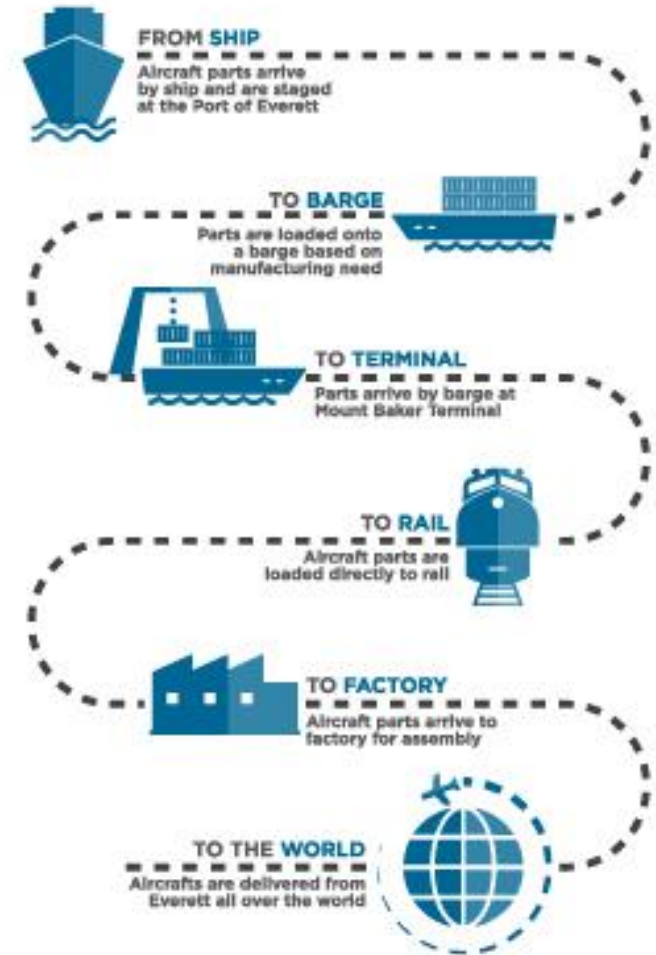 FROM SHIP
Aircraft parts arrive
by ship and are staged
at the Port of Everett
TO BARGE
Parts are loaded onto
a barge based on
manufacturing need
TO TERMINAL
Parts arrive by barge at
Mount Baker Terminal
TO RAIL
Aircraft parts are
loaded directly to rail
TO FACTORY
Aircraft parts arrive to
factory for assembly
TO THE WORLD
Aircrafts are delivered from
Everett all over the world